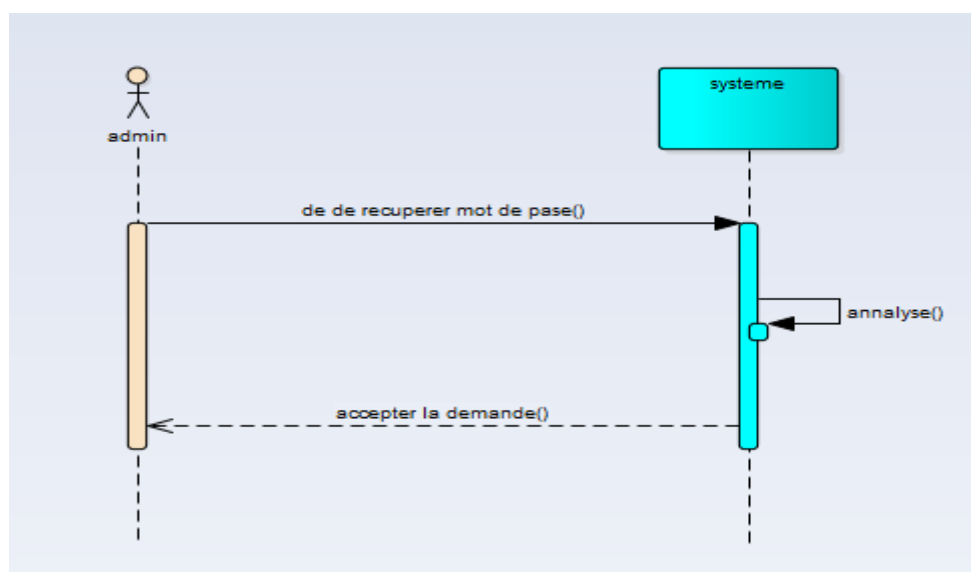 systeme
admin
de de recuperer mot de pase()
annalyse()
accepter la demande()